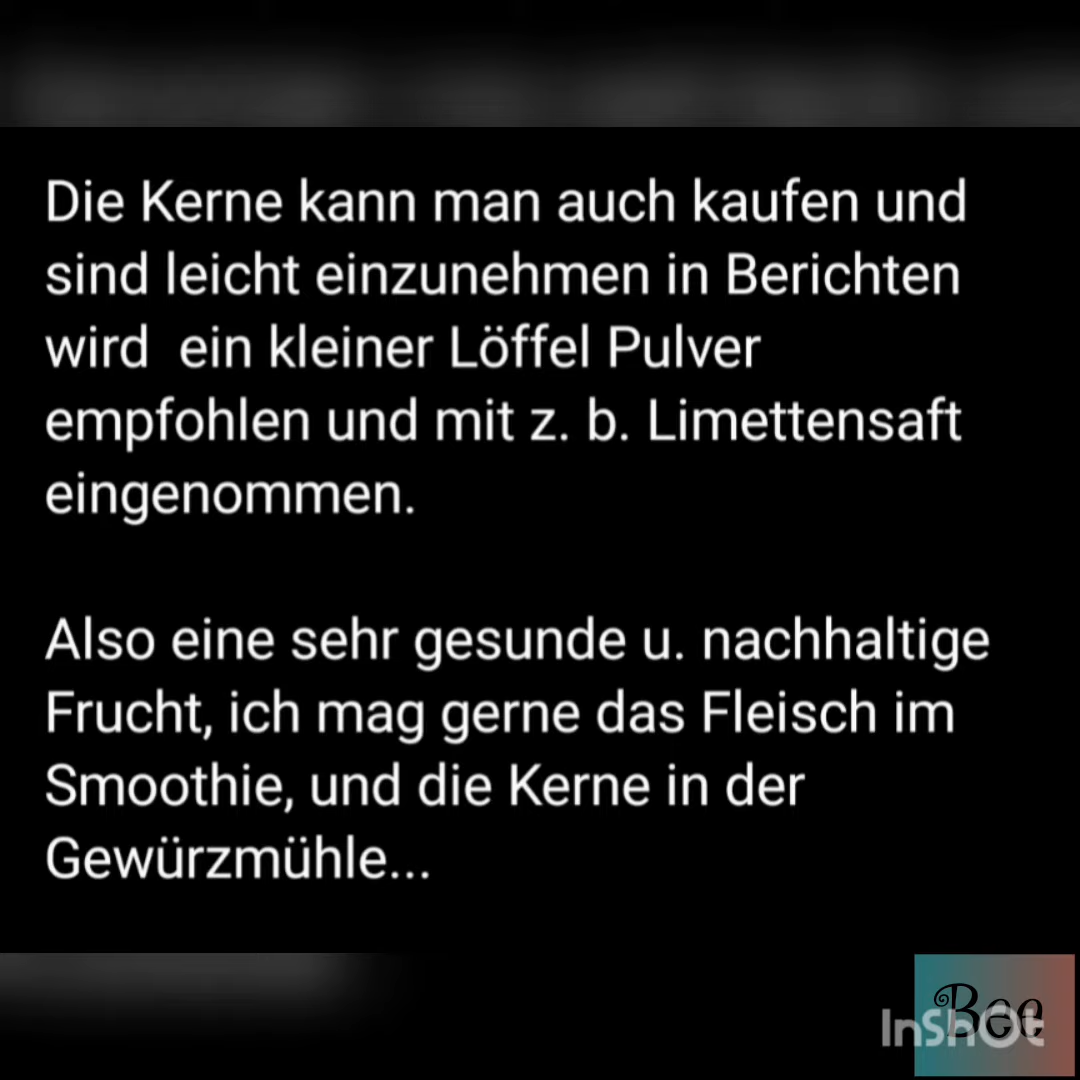 Die Kerne kann man auch kaufen und
sind leicht einzunehmen in Berichten
wird  ein kleiner Löffel Pulver
empfohlen und mit z. b. Limettensaft
eingenommen.

Also eine sehr gesunde u. nachhaltige
Frucht, ich mag gerne das Fleisch im
Smoothie, und die Kerne in der
Gewürzmühle...
Bee
InShOt